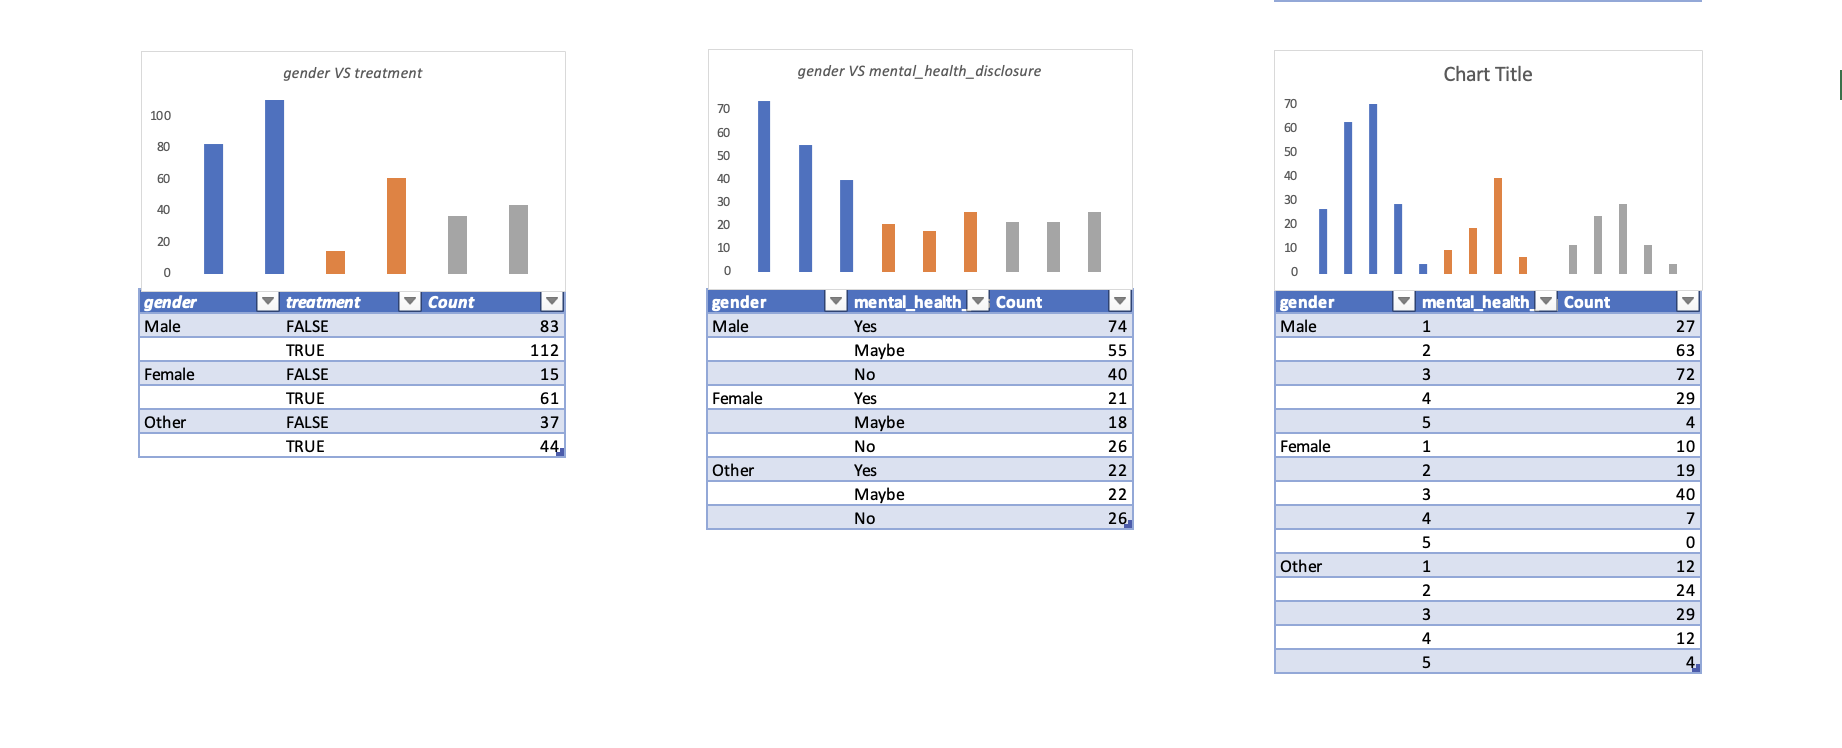 gender VS treatment
100
80
60
40
20
0
gender treatment Count
Male FALSE 83
TRUE 112
Female FALSE 15
TRUE 61
Other FALSE 37
TRUE 44
gender VS mental_health_disclosure
70
60
50
40
30
20
10
0
gender mental_health_ Count
Male Yes 74
Maybe 55
No 40
Female Yes 21
Maybe 18
No 26
Other Yes 22
Maybe 22
No 26
Chart Title
70
60
50
40
30
20
10
0
gender mental_health_ Count
Male 1 27
2 63
3 72
4 29
5 4
Female 1 10
2 19
3 40
4 7
5 0
Other 1 12
2 24
3 29
4 12
5 4